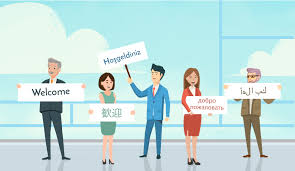 Hoşgeldiniz
Welcome
歡迎
добро
пожаловать